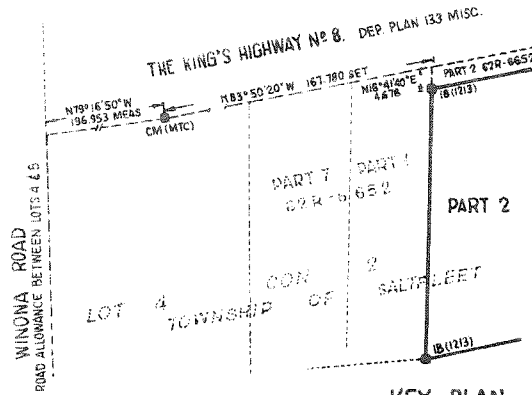 THE KING'S HIGHWAY Nº 8. DEP. PLAN 133 MISC.
N79°16'50"W
196.953 MEAS
CM (MTC)
N83°50'20"W 167.780 SET
N16°41'40"E
4.676
PART 2 62R-6652
IB (1213)
PART 7 PART 1
62R-6652
PART 2
CON 2
LOT 4 TOWNSHIP OF SALTFLEET
WINONA ROAD
ROAD ALLOWANCE BETWEEN LOTS 4 & 5
IB (1213)
KEY PLAN